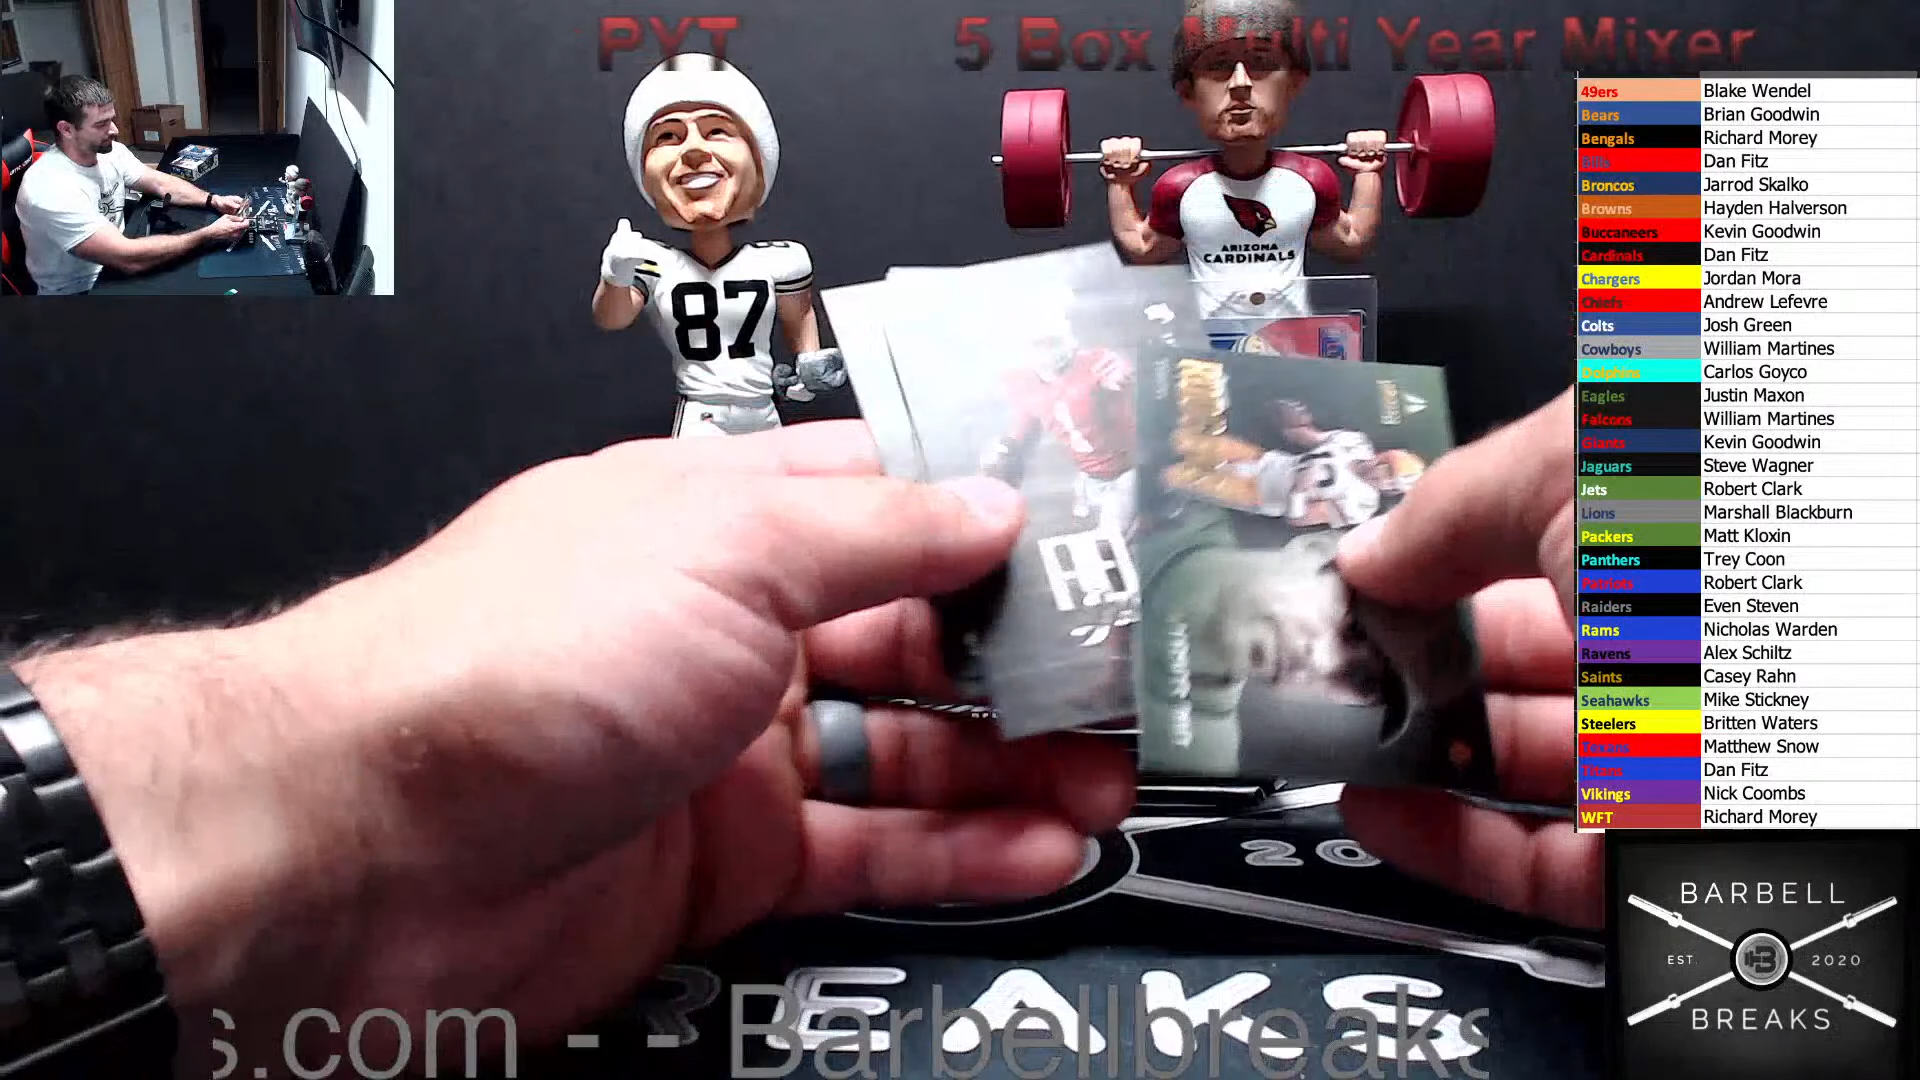 PYT 5 Box Multi Year Mixer
49ers Blake Wendel
Bears Brian Goodwin
Bengals Richard Morey
Bills Dan Fitz
Broncos Jarrod Skalko
Browns Hayden Halverson
Buccaneers Kevin Goodwin
Cardinals Dan Fitz
Chargers Jordan Mora
Chiefs Andrew Lefevre
Colts Josh Green
Cowboys William Martines
Dolphins Carlos Goyco
Eagles Justin Maxon
Falcons William Martines
Giants Kevin Goodwin
Jaguars Steve Wagner
Jets Robert Clark
Lions Marshall Blackburn
Packers Matt Kloxin
Panthers Trey Coon
Patriots Robert Clark
Raiders Even Steven
Rams Nicholas Warden
Ravens Alex Schiltz
Saints Casey Rahn
Seahawks Mike Stickney
Steelers Britten Waters
Texans Matthew Snow
Titans Dan Fitz
Vikings Nick Coombs
WFT Richard Morey
87
ARIZONA
CARDINALS
20
REAKS
s.com - - Barbellbreaks
BARBELL
EST. B 2020
BREAKS